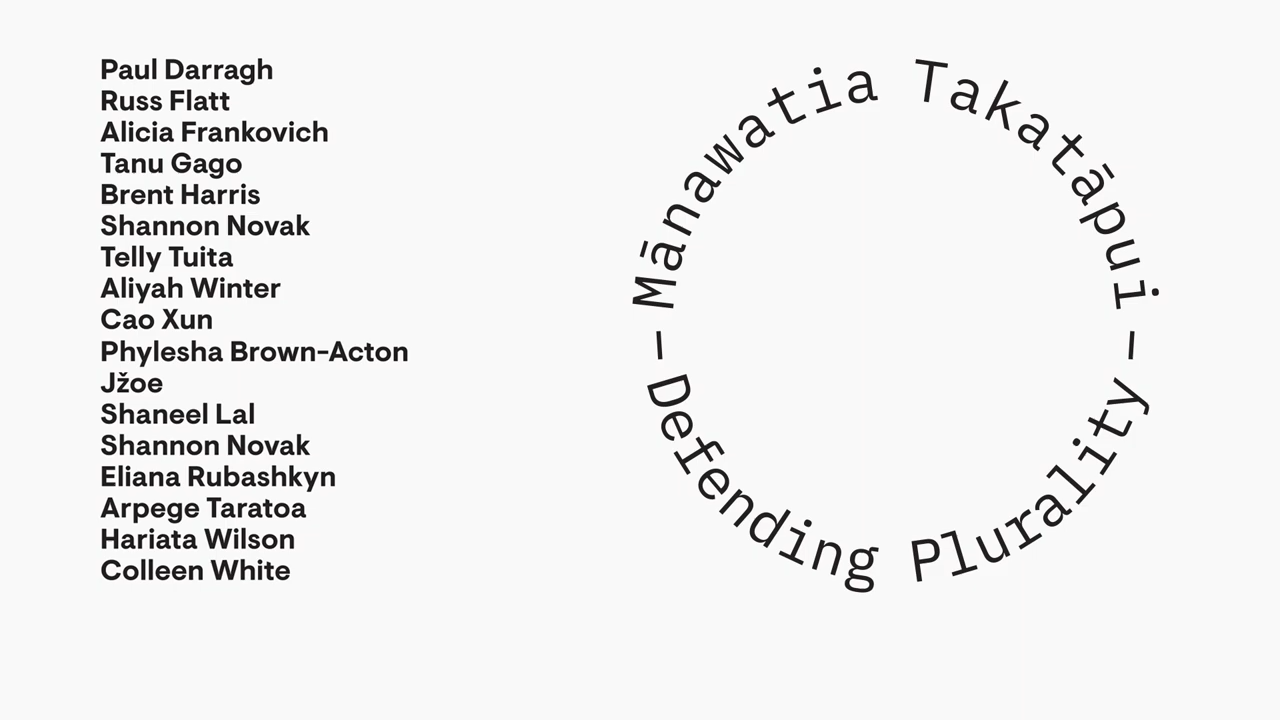 Paul Darragh
Russ Flatt
Alicia Frankovich
Tanu Gago
Brent Harris
Shannon Novak
Telly Tuita
Aliyah Winter
Cao Xun
Phylesha Brown-Acton
Jžoe
Shaneel Lal
Shannon Novak
Eliana Rubashkyn
Arpege Taratoa
Hariata Wilson
Colleen White
Mānawatia Takatāpui –
Defending Plurality –